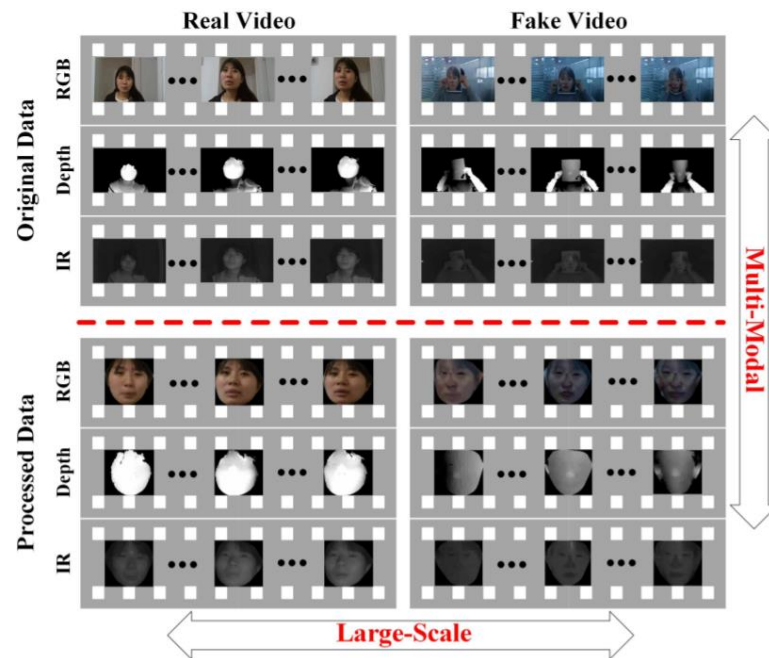 Real Video
Fake Video
Original Data
RGB
Depth
IR
Processed Data
RGB
Depth
IR
Multi-Modal
Large-Scale